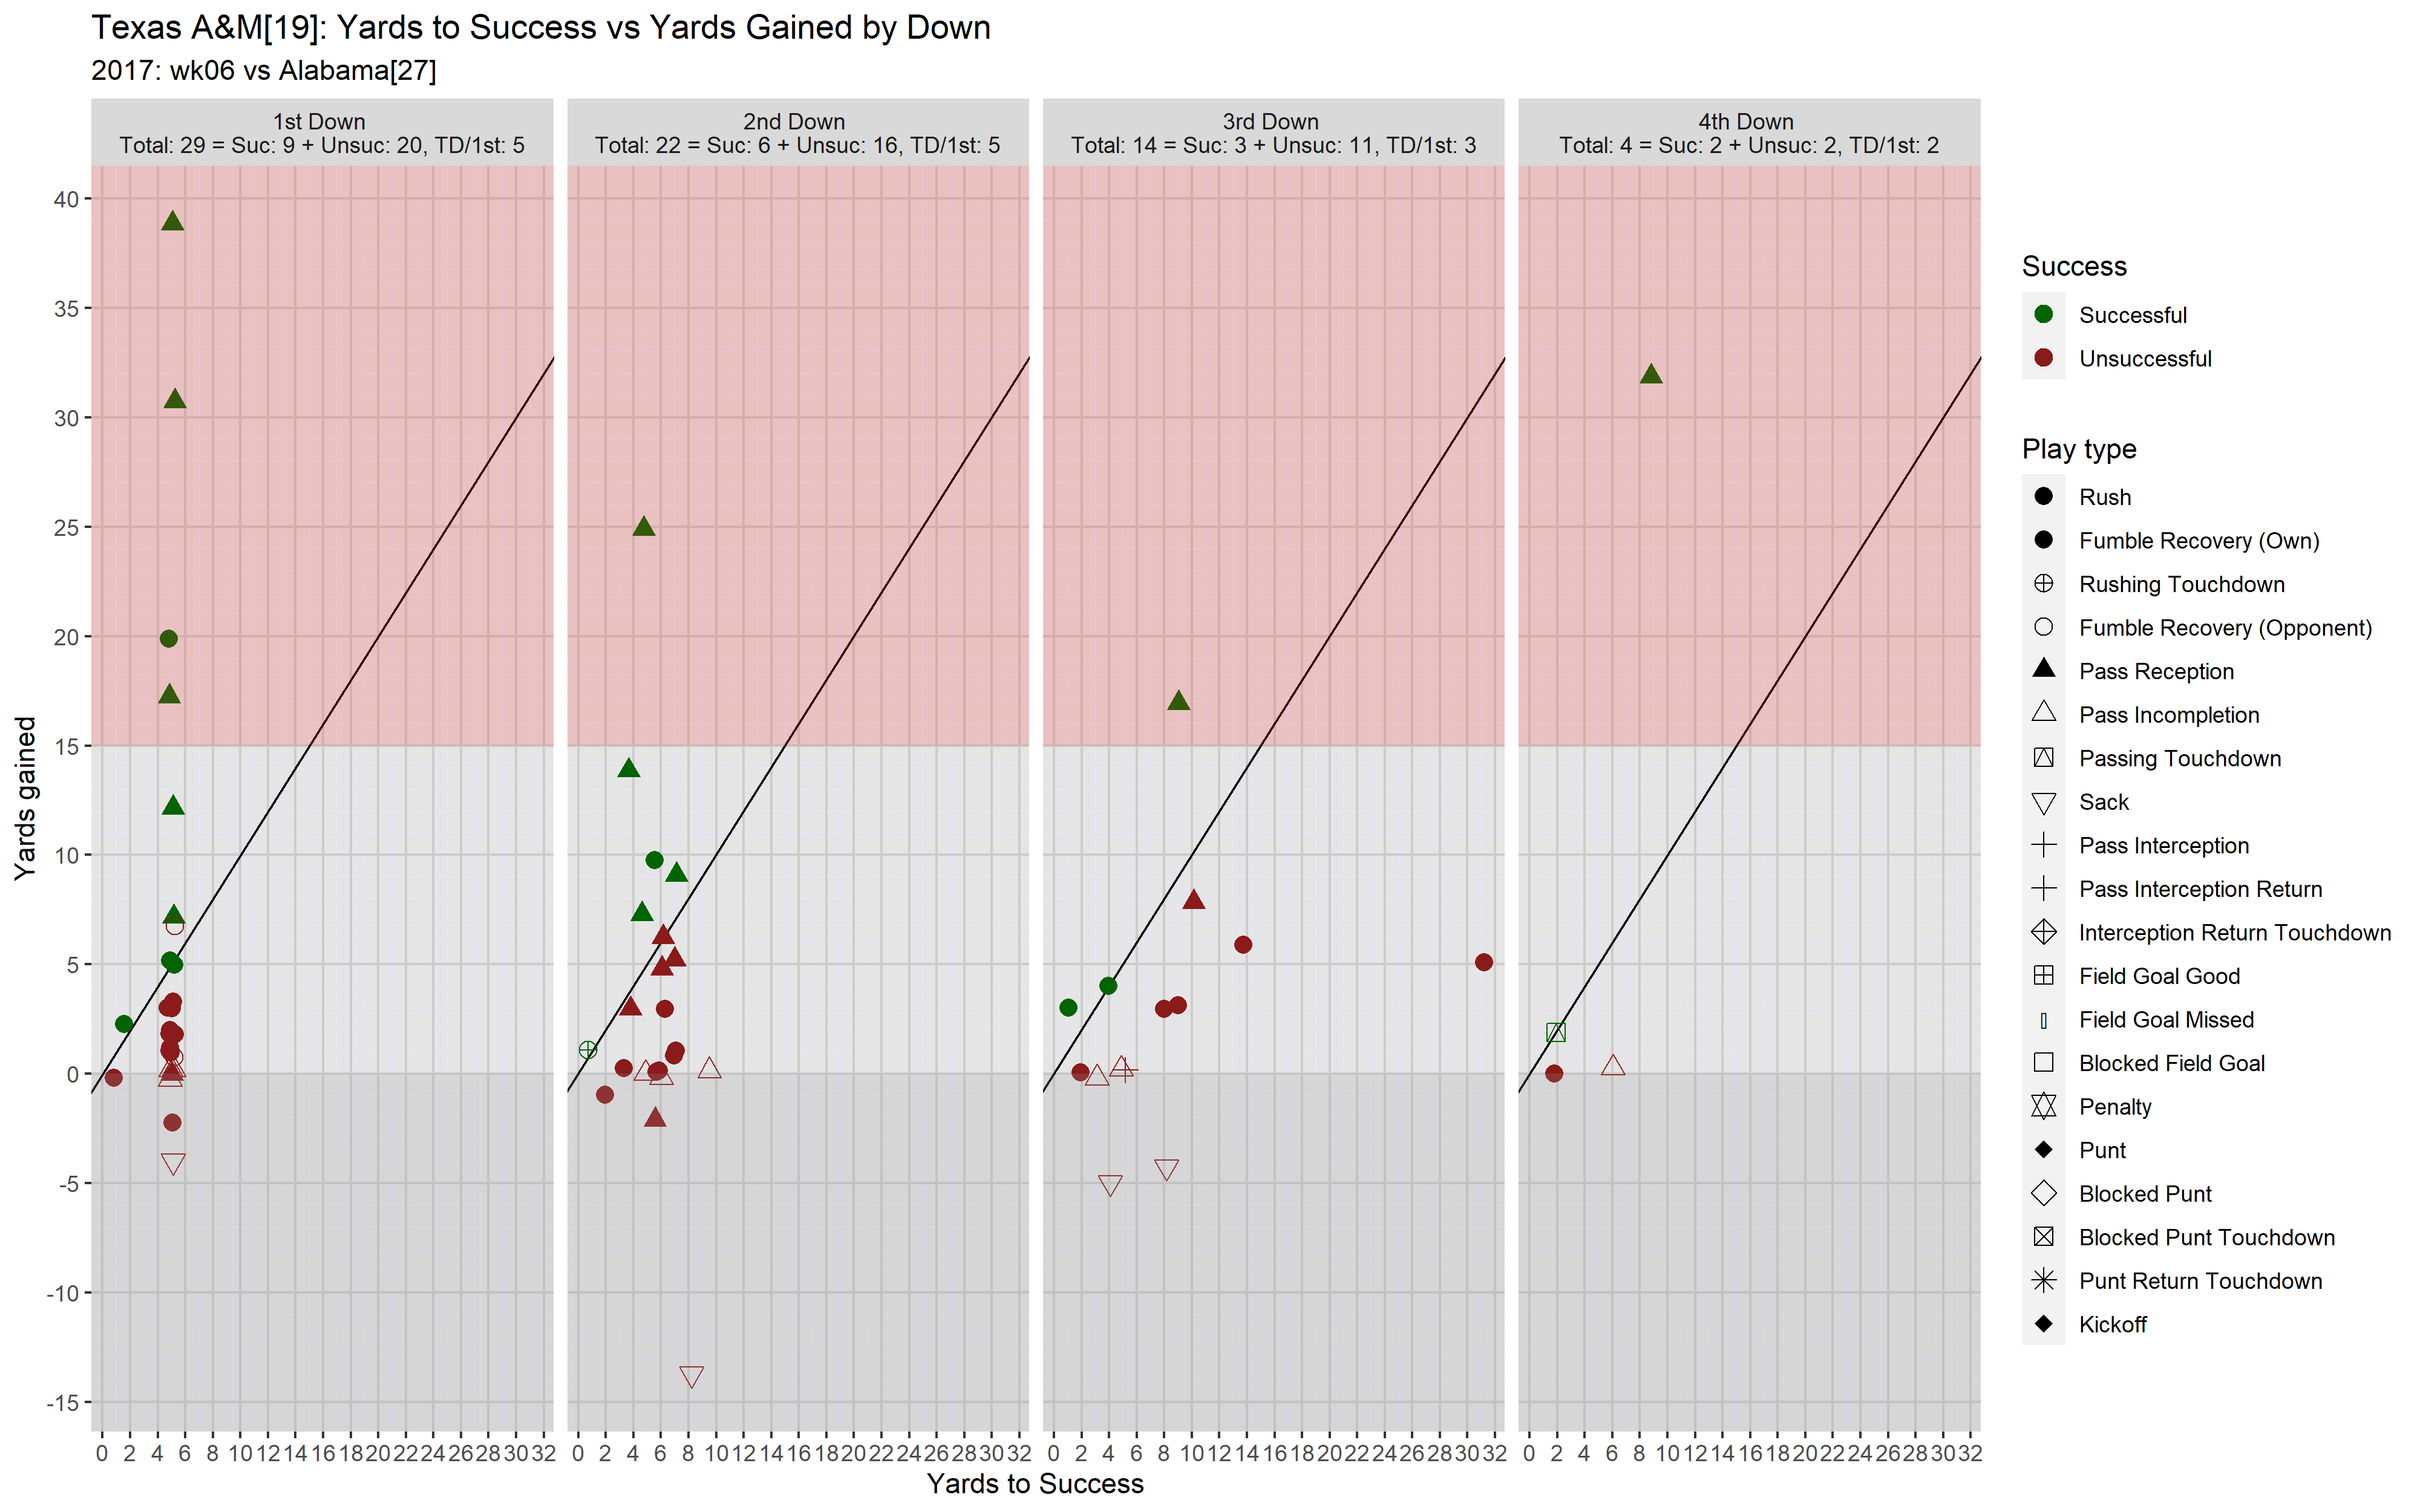 Texas A&M[19]: Yards to Success vs Yards Gained by Down
2017: wk06 vs Alabama[27]
1st Down
Total: 29 = Suc: 9 + Unsuc: 20, TD/1st: 5
2nd Down
Total: 22 = Suc: 6 + Unsuc: 16, TD/1st: 5
3rd Down
Total: 14 = Suc: 3 + Unsuc: 11, TD/1st: 3
4th Down
Total: 4 = Suc: 2 + Unsuc: 2, TD/1st: 2
Yards gained
40
35
30
25
20
15
10
5
0
-5
-10
-15
0 2 4 6 8 10 12 14 16 18 20 22 24 26 28 30 32
0 2 4 6 8 10 12 14 16 18 20 22 24 26 28 30 32
0 2 4 6 8 10 12 14 16 18 20 22 24 26 28 30 32
0 2 4 6 8 10 12 14 16 18 20 22 24 26 28 30 32
Yards to Success
Success
Successful
Unsuccessful
Play type
Rush
Fumble Recovery (Own)
Rushing Touchdown
Fumble Recovery (Opponent)
Pass Reception
Pass Incompletion
Passing Touchdown
Sack
Pass Interception
Pass Interception Return
Interception Return Touchdown
Field Goal Good
Field Goal Missed
Blocked Field Goal
Penalty
Punt
Blocked Punt
Blocked Punt Touchdown
Punt Return Touchdown
Kickoff